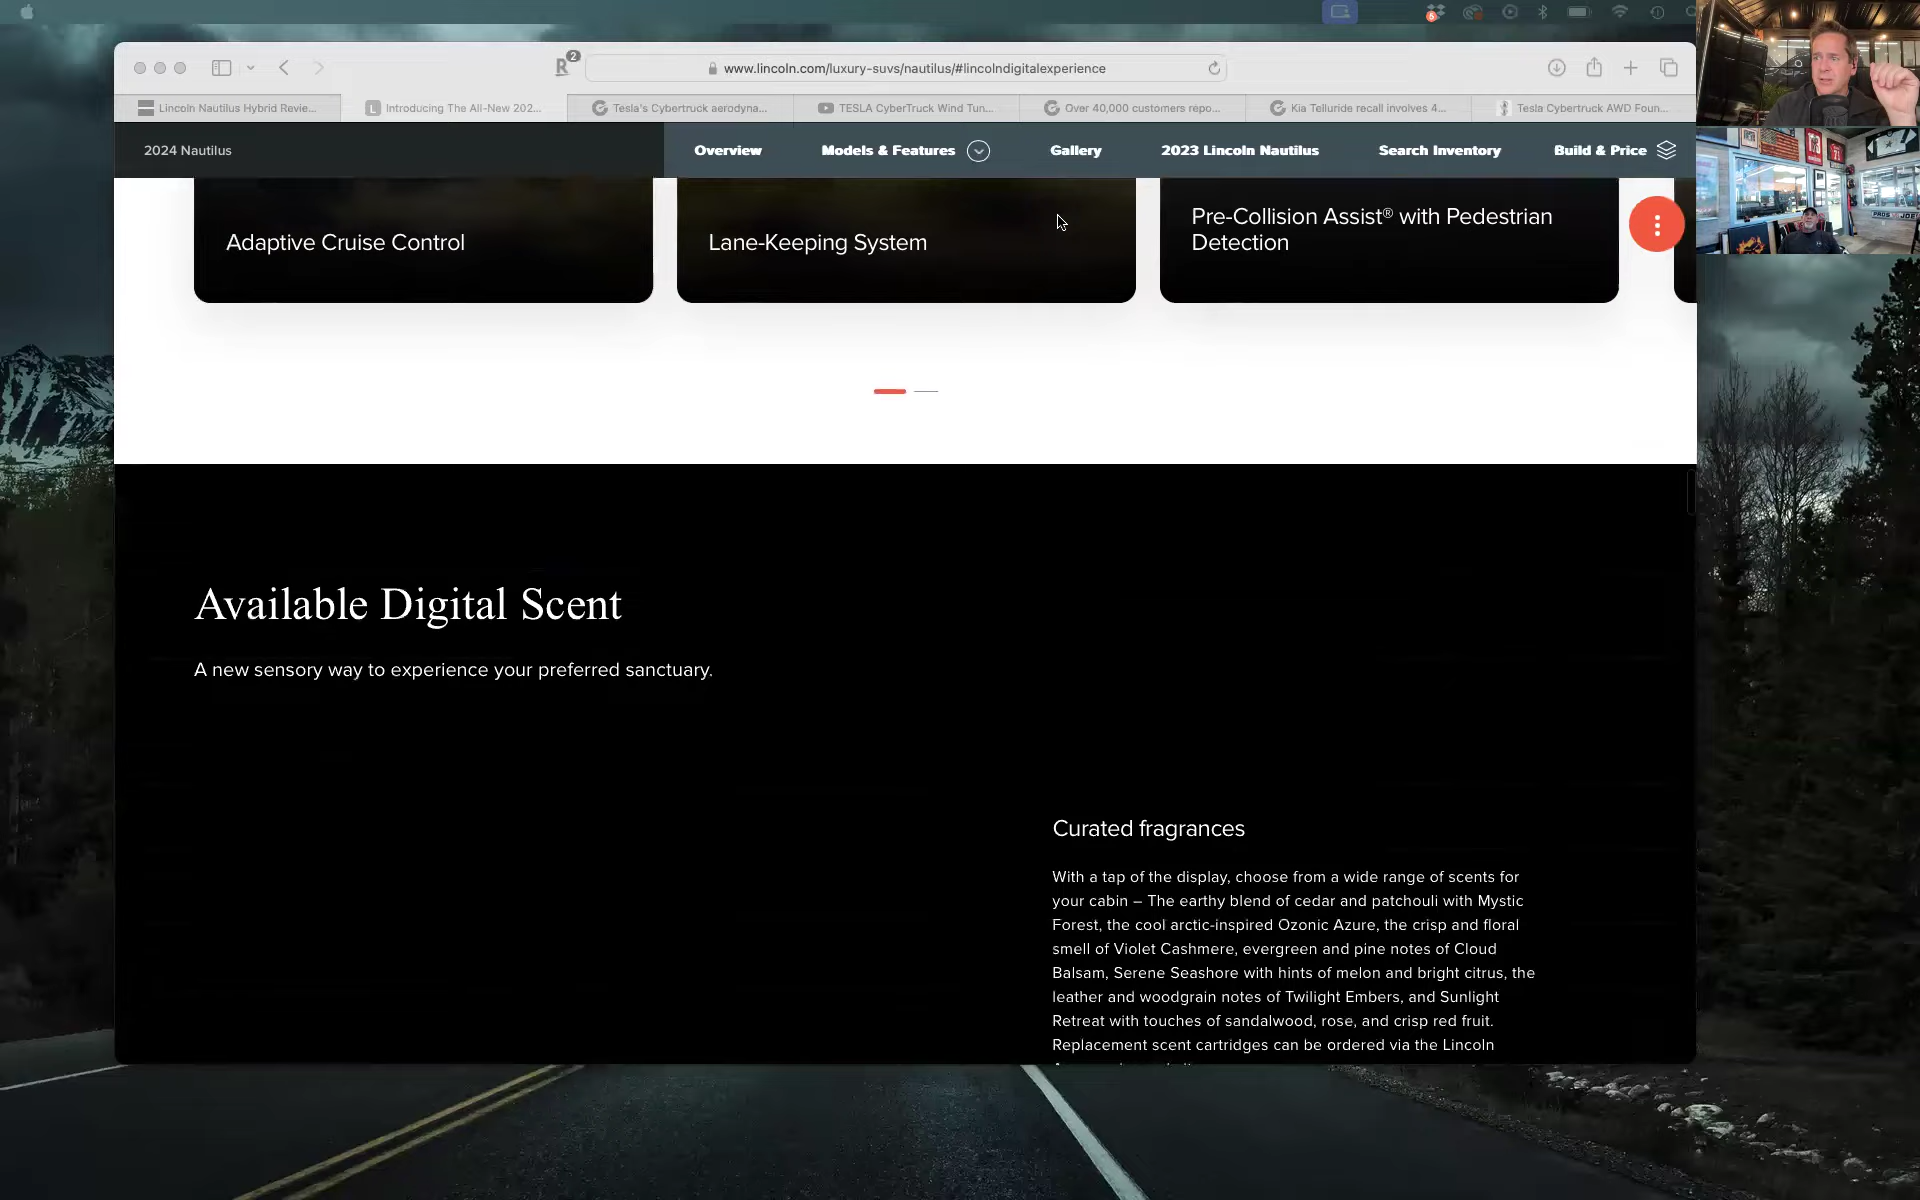 2
www.lincoln.com/luxury-suvs/nautilus/#lincolndigitalexperience
Lincoln Nautilus Hybrid Revie...
Introducing The All-New 202...
Tesla's Cybertruck aerodyna...
TESLA CyberTruck Wind Tun...
Over 40,000 customers repo...
Kia Telluride recall involves 4...
Tesla Cybertruck AWD Foun...
2024 Nautilus
Overview
Models & Features
Gallery
2023 Lincoln Nautilus
Search Inventory
Build & Price
Adaptive Cruise Control
Lane-Keeping System
Pre-Collision Assist® with Pedestrian
Detection
Available Digital Scent
A new sensory way to experience your preferred sanctuary.
Curated fragrances
With a tap of the display, choose from a wide range of scents for
your cabin – The earthy blend of cedar and patchouli with Mystic
Forest, the cool arctic-inspired Ozonic Azure, the crisp and floral
smell of Violet Cashmere, evergreen and pine notes of Cloud
Balsam, Serene Seashore with hints of melon and bright citrus, the
leather and woodgrain notes of Twilight Embers, and Sunlight
Retreat with touches of sandalwood, rose, and crisp red fruit.
Replacement scent cartridges can be ordered via the Lincoln